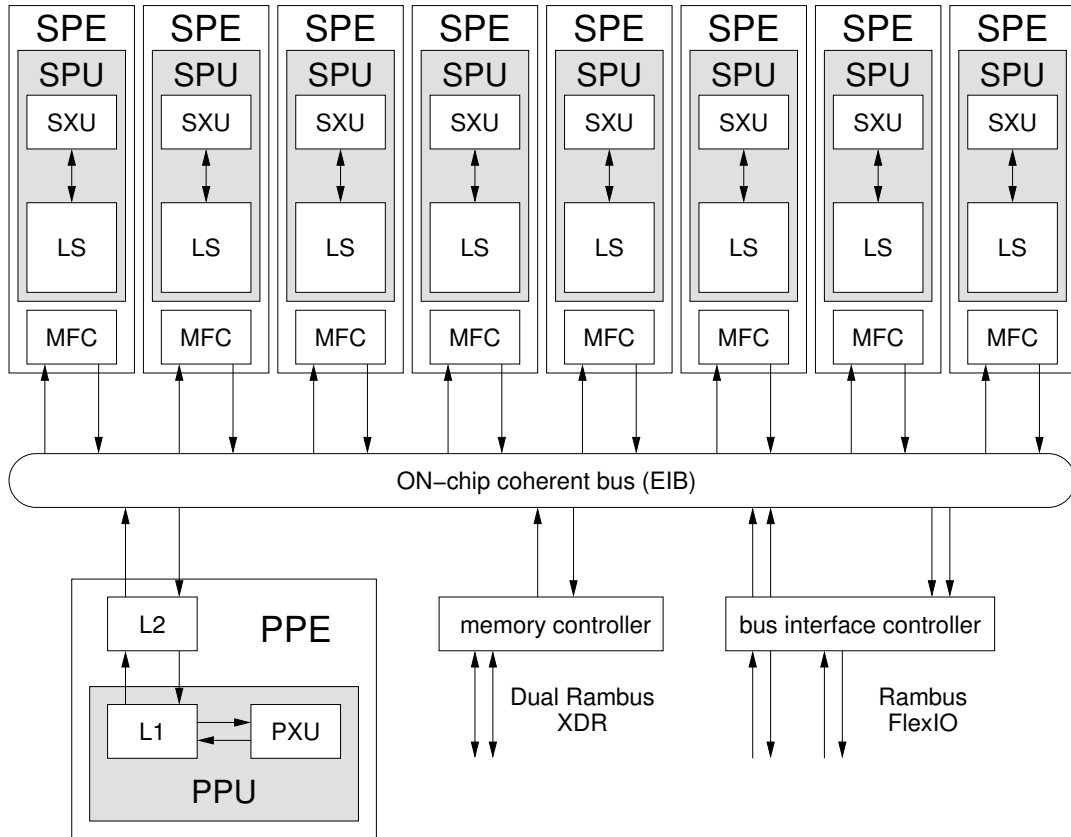 SPE SPE SPE SPE SPE SPE SPE SPE
SPU SPU SPU SPU SPU SPU SPU SPU
SXU SXU SXU SXU SXU SXU SXU SXU
LS LS LS LS LS LS LS LS
MFC MFC MFC MFC MFC MFC MFC MFC
ON−chip coherent bus (EIB)
L2
PPE
memory controller
bus interface controller
L1
PXU
PPU
Dual Rambus
XDR
Rambus
FlexIO